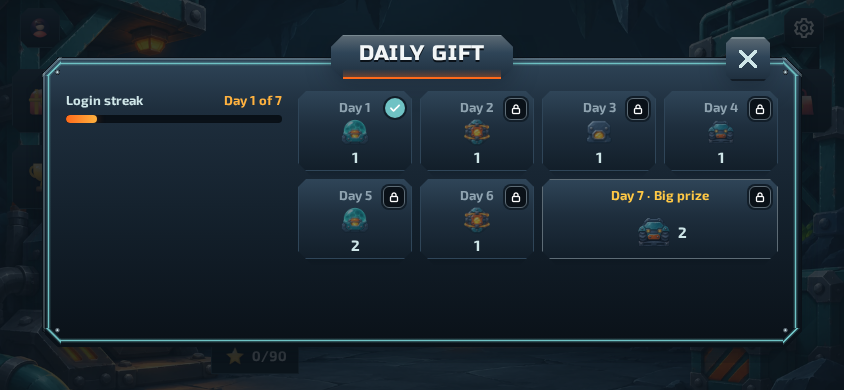 DAILY GIFT
Login streak
Day 1 of 7
Day 1
1
Day 2
1
Day 3
1
Day 4
1
Day 5
2
Day 6
1
Day 7 · Big prize
2
0/90